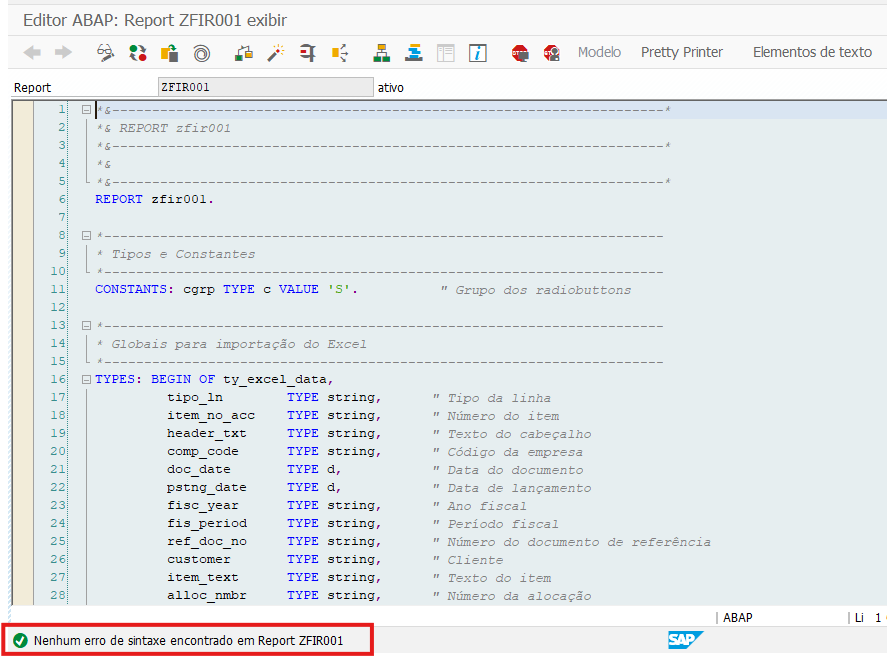 Editor ABAP: Report ZFIR001 exibir
Modelo Pretty Printer Elementos de texto
Report ZFIR001 ativo
1 *&---------------------------------------------------------------------*
2 *& REPORT zfir001
3 *&---------------------------------------------------------------------*
4 *&
5 *&---------------------------------------------------------------------*
6 REPORT zfir001.
7
8 *----------------------------------------------------------------------
9 * Tipos e Constantes
10 *----------------------------------------------------------------------
11 CONSTANTS: cgrp TYPE c VALUE 'S'. " Grupo dos radiobuttons
12
13 *----------------------------------------------------------------------
14 * Globais para importação do Excel
15 *----------------------------------------------------------------------
16 TYPES: BEGIN OF ty_excel_data,
17 tipo_ln TYPE string, " Tipo da linha
18 item_no_acc TYPE string, " Número do item
19 header_txt TYPE string, " Texto do cabeçalho
20 comp_code TYPE string, " Código da empresa
21 doc_date TYPE d, " Data do documento
22 pstng_date TYPE d, " Data de lançamento
23 fisc_year TYPE string, " Ano fiscal
24 fis_period TYPE string, " Período fiscal
25 ref_doc_no TYPE string, " Número do documento de referência
26 customer TYPE string, " Cliente
27 item_text TYPE string, " Texto do item
28 alloc_nmbr TYPE string, " Número da alocação
ABAP Li 1
Nenhum erro de sintaxe encontrado em Report ZFIR001
SAP